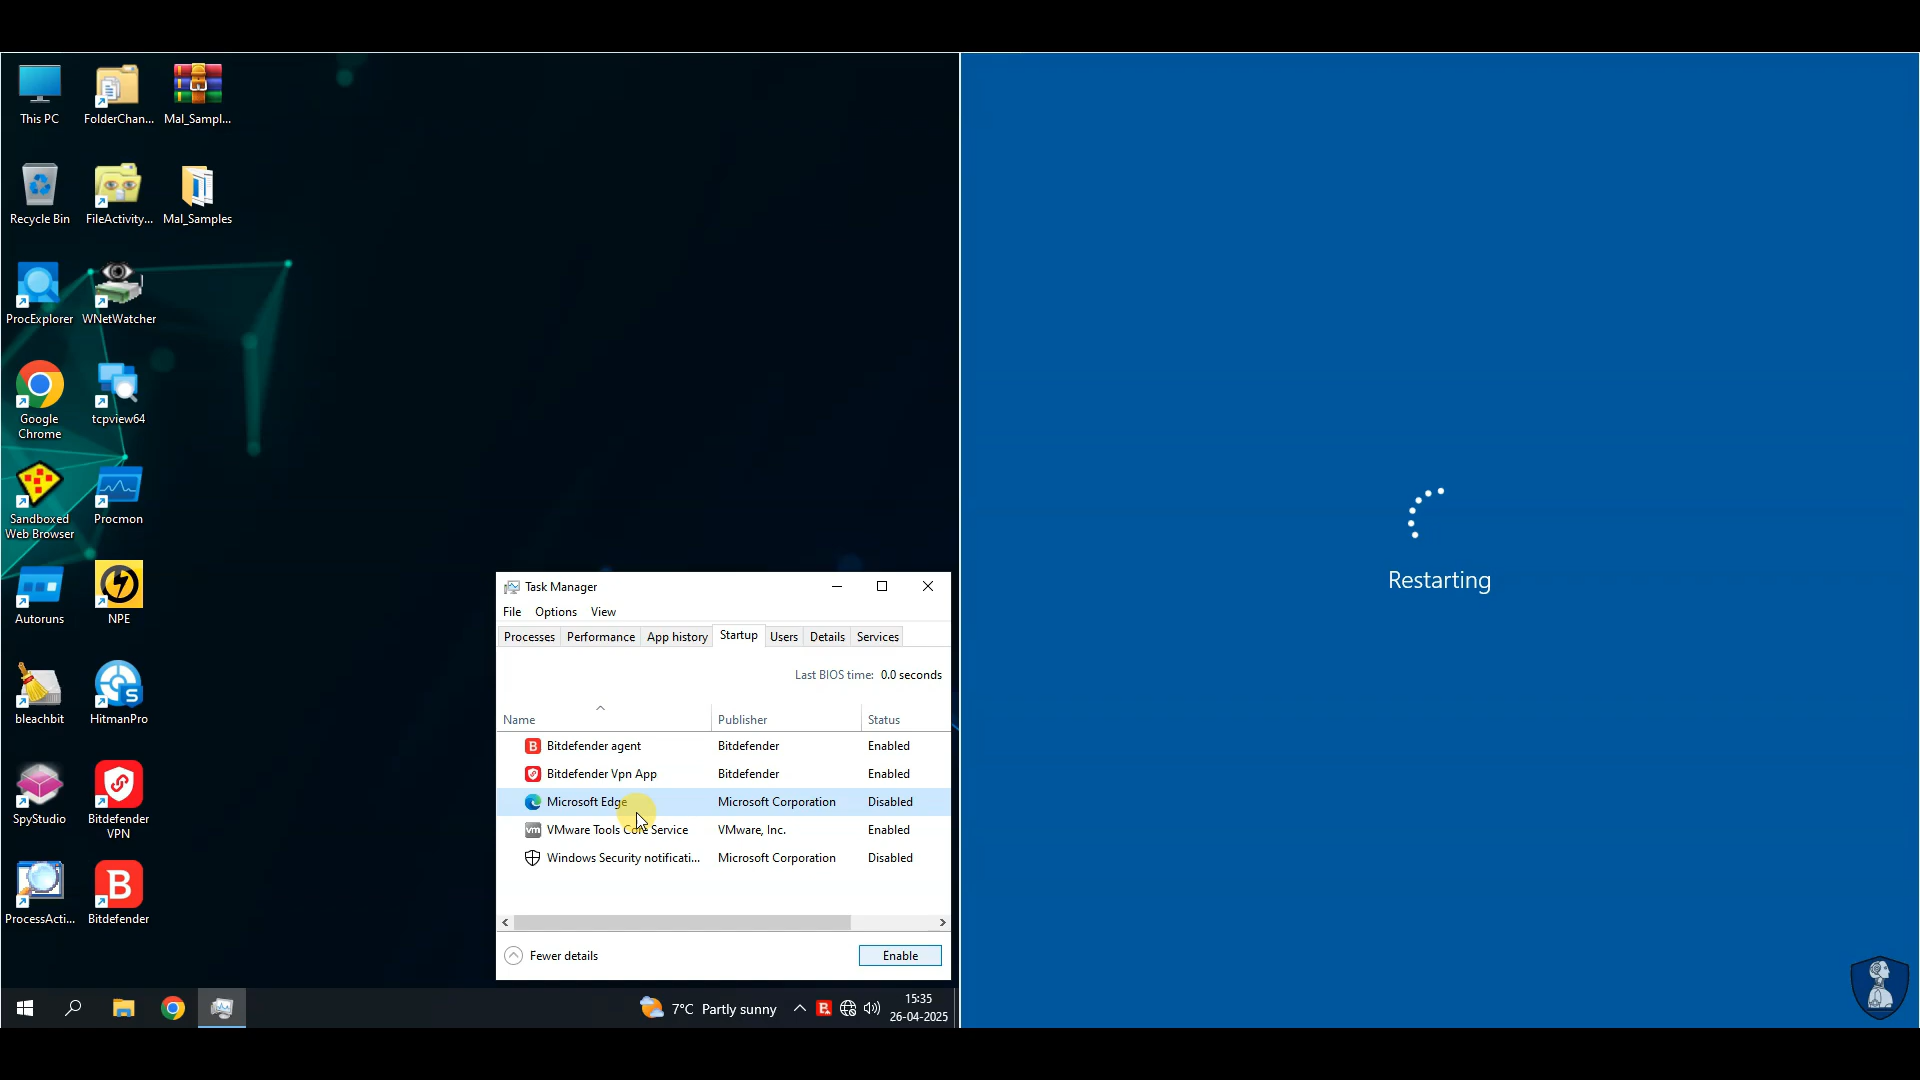 This PC
FolderChan...
Mal_Sampl...
Recycle Bin
FileActivity...
Mal_Samples
ProcExplorer
WNetWatcher
Google
Chrome
tcpview64
Sandboxed
Web Browser
Procmon
Autoruns
NPE
bleachbit
HitmanPro
SpyStudio
Bitdefender
VPN
ProcessActi...
Bitdefender
Task Manager
File Options View
Processes Performance App history Startup Users Details Services
Last BIOS time: 0.0 seconds
Name Publisher Status
Bitdefender agent Bitdefender Enabled
Bitdefender Vpn App Bitdefender Enabled
Microsoft Edge Microsoft Corporation Disabled
VMware Tools Core Service VMware, Inc. Enabled
Windows Security notificati... Microsoft Corporation Disabled
Fewer details Enable
7°C Partly sunny
15:35
26-04-2025
Restarting